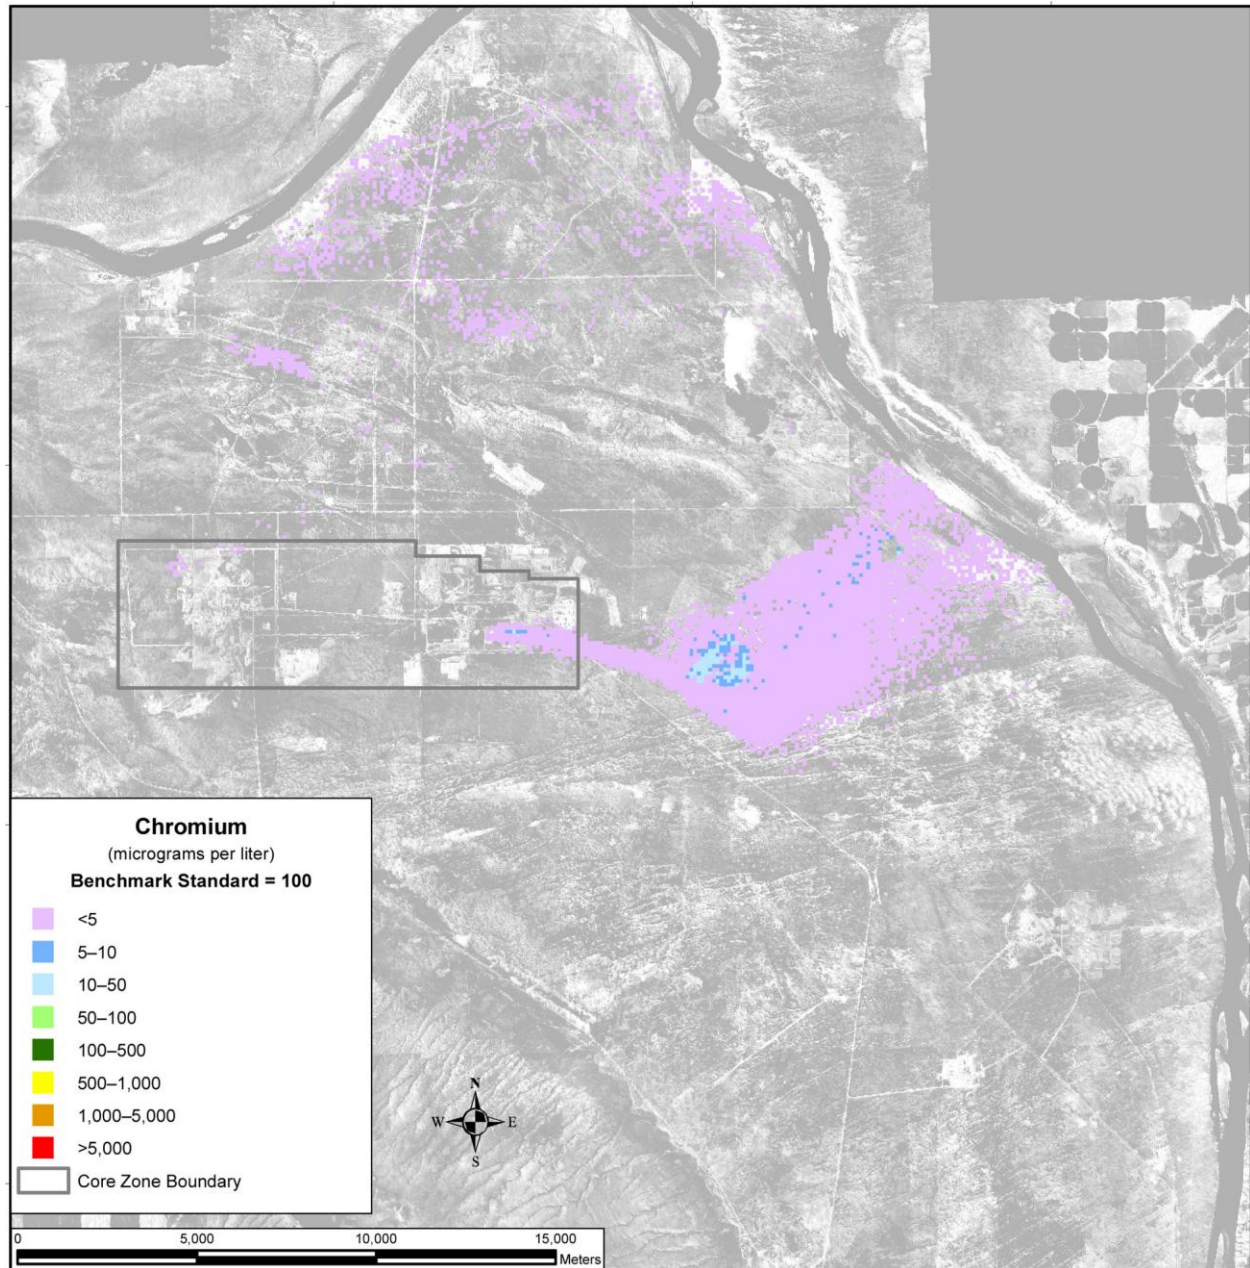 Chromium
(micrograms per liter)
Benchmark Standard = 100
<5
5–10
10–50
50–100
100–500
500–1,000
1,000–5,000
>5,000
Core Zone Boundary
N
W E
S
0 5,000 10,000 15,000
Meters